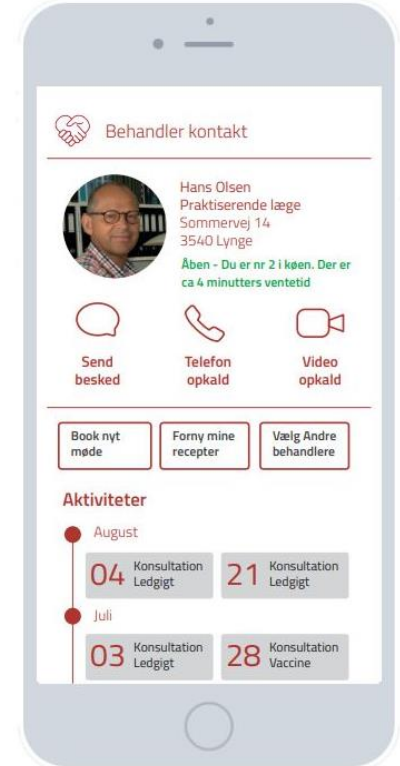 Behandler kontakt
Hans Olsen
Praktiserende læge
Sommervej 14
3540 Lynge
Åben - Du er nr 2 i køen. Der er
ca 4 minutters ventetid
Send
besked
Telefon
opkald
Video
opkald
Book nyt
møde
Forny mine
recepter
Vælg Andre
behandlere
Aktiviteter
August
04 Konsultation
Ledgigt
21 Konsultation
Ledgigt
Juli
03 Konsultation
Ledgigt
28 Konsultation
Vaccine